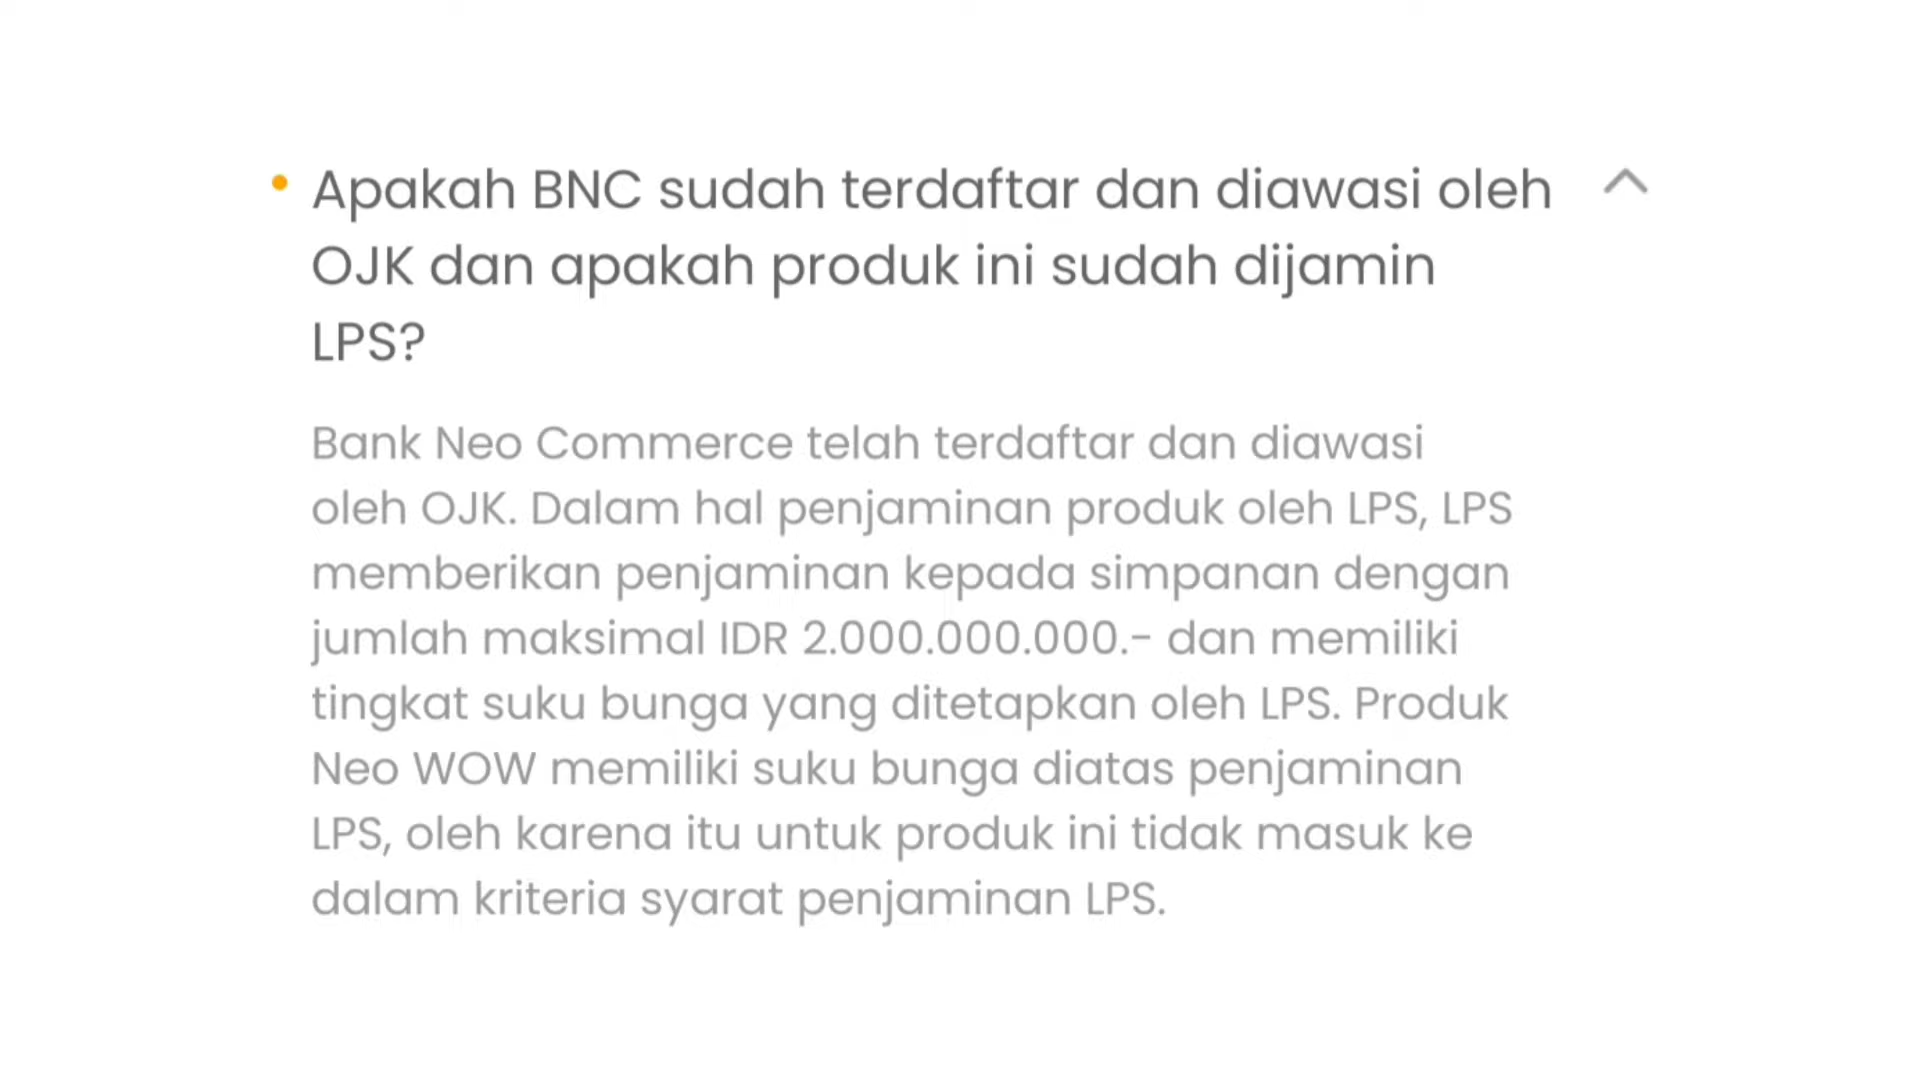 Apakah BNC sudah terdaftar dan diawasi oleh
OJK dan apakah produk ini sudah dijamin
LPS?
Bank Neo Commerce telah terdaftar dan diawasi
oleh OJK. Dalam hal penjaminan produk oleh LPS, LPS
memberikan penjaminan kepada simpanan dengan
jumlah maksimal IDR 2.000.000.000.- dan memiliki
tingkat suku bunga yang ditetapkan oleh LPS. Produk
Neo WOW memiliki suku bunga diatas penjaminan
LPS, oleh karena itu untuk produk ini tidak masuk ke
dalam kriteria syarat penjaminan LPS.